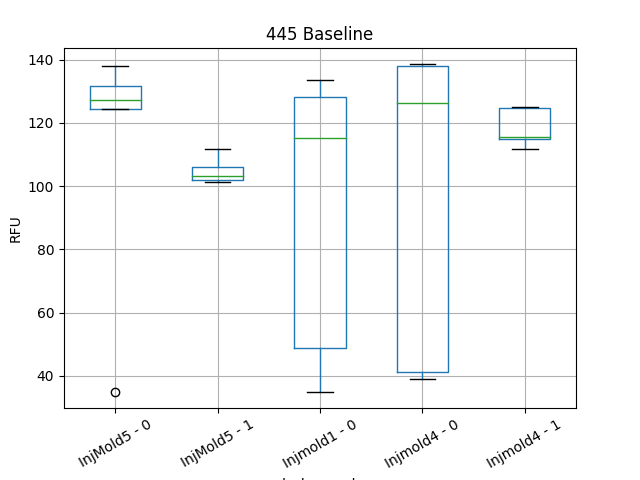 445 Baseline
140
120
100
80
60
40
RFU
InjMold5 - 0
InjMold5 - 1
Injmold1 - 0
Injmold4 - 0
Injmold4 - 1